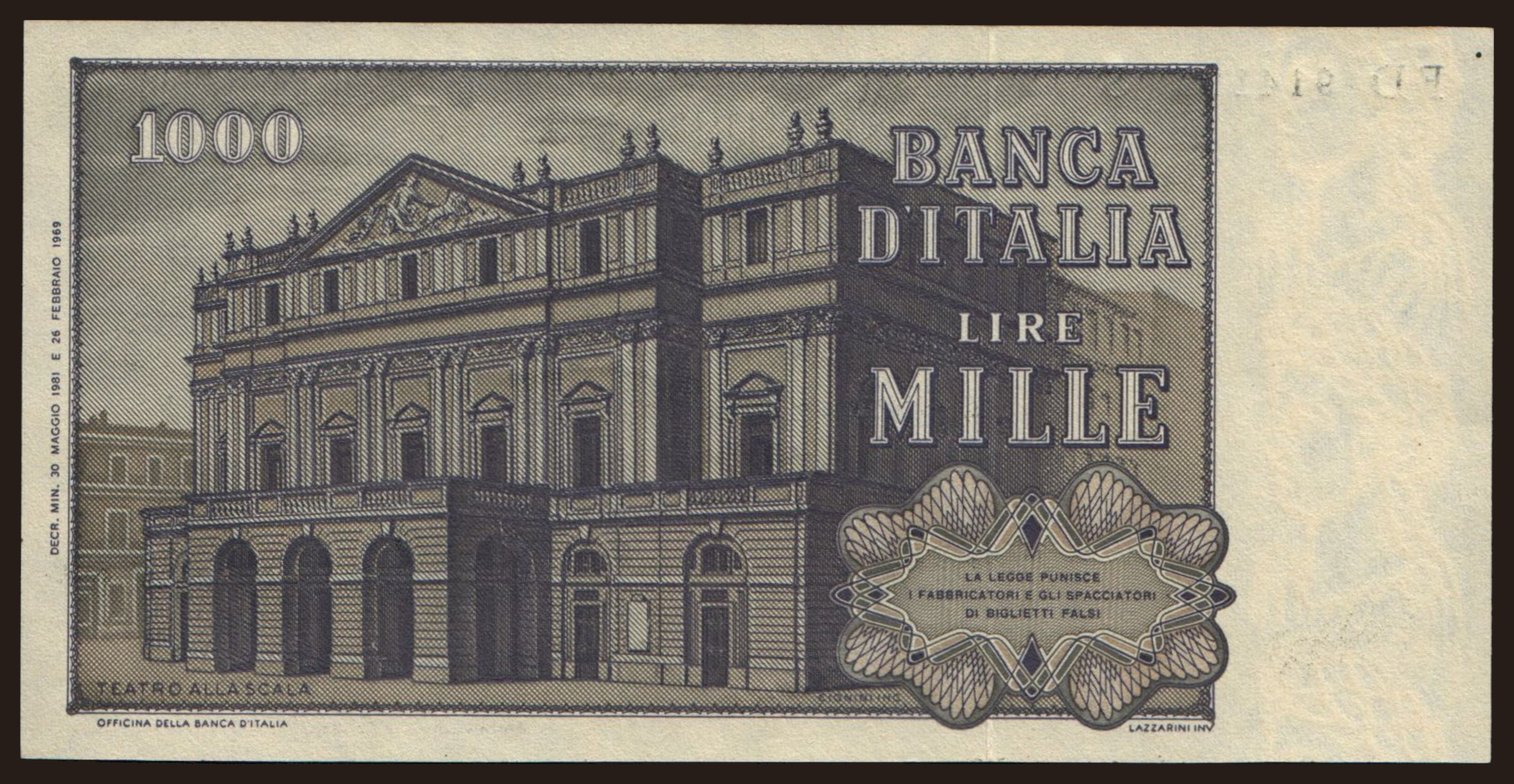 1000
BANCA
D'ITALIA
LIRE
MILLE
DECR. MIN. 30 MAGGIO 1981 E 26 FEBBRAIO 1969
LA LEGGE PUNISCE
I FABBRICATORI E GLI SPACCIATORI
DI BIGLIETTI FALSI
TEATRO ALLA SCALA
OFFICINA DELLA BANCA D'ITALIA
LAZZARINI INV